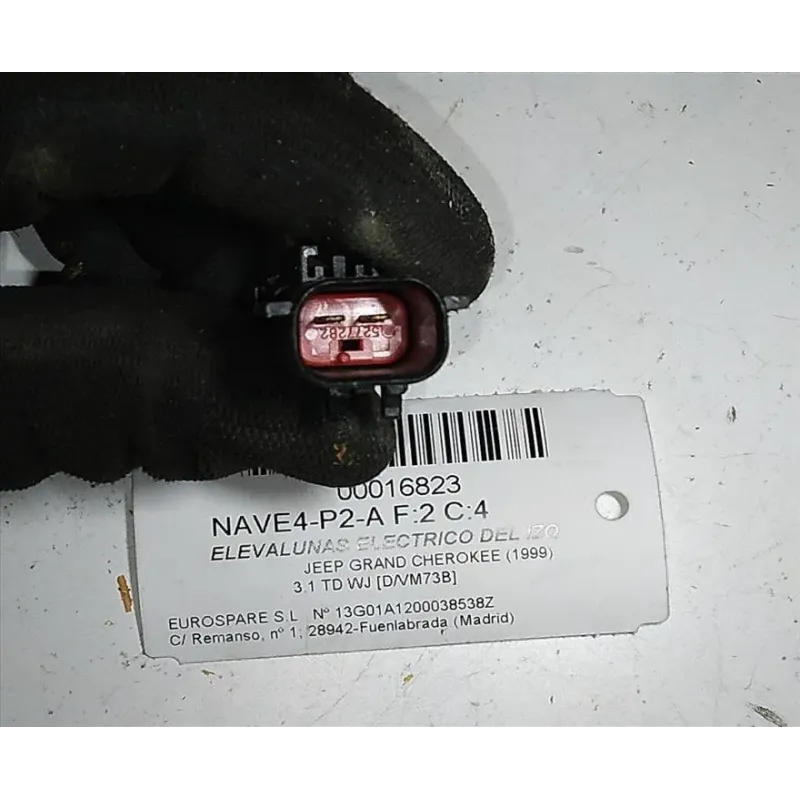 00016823
NAVE4-P2-A F:2 C:4
ELEVALUNAS ELECTRICO DEL IZQ
JEEP GRAND CHEROKEE (1999)
3.1 TD WJ [D/VM73B]
EUROSPARE S.L Nº 13G01A1200038538Z
C/ Remanso, nº 1, 28942-Fuenlabrada (Madrid)